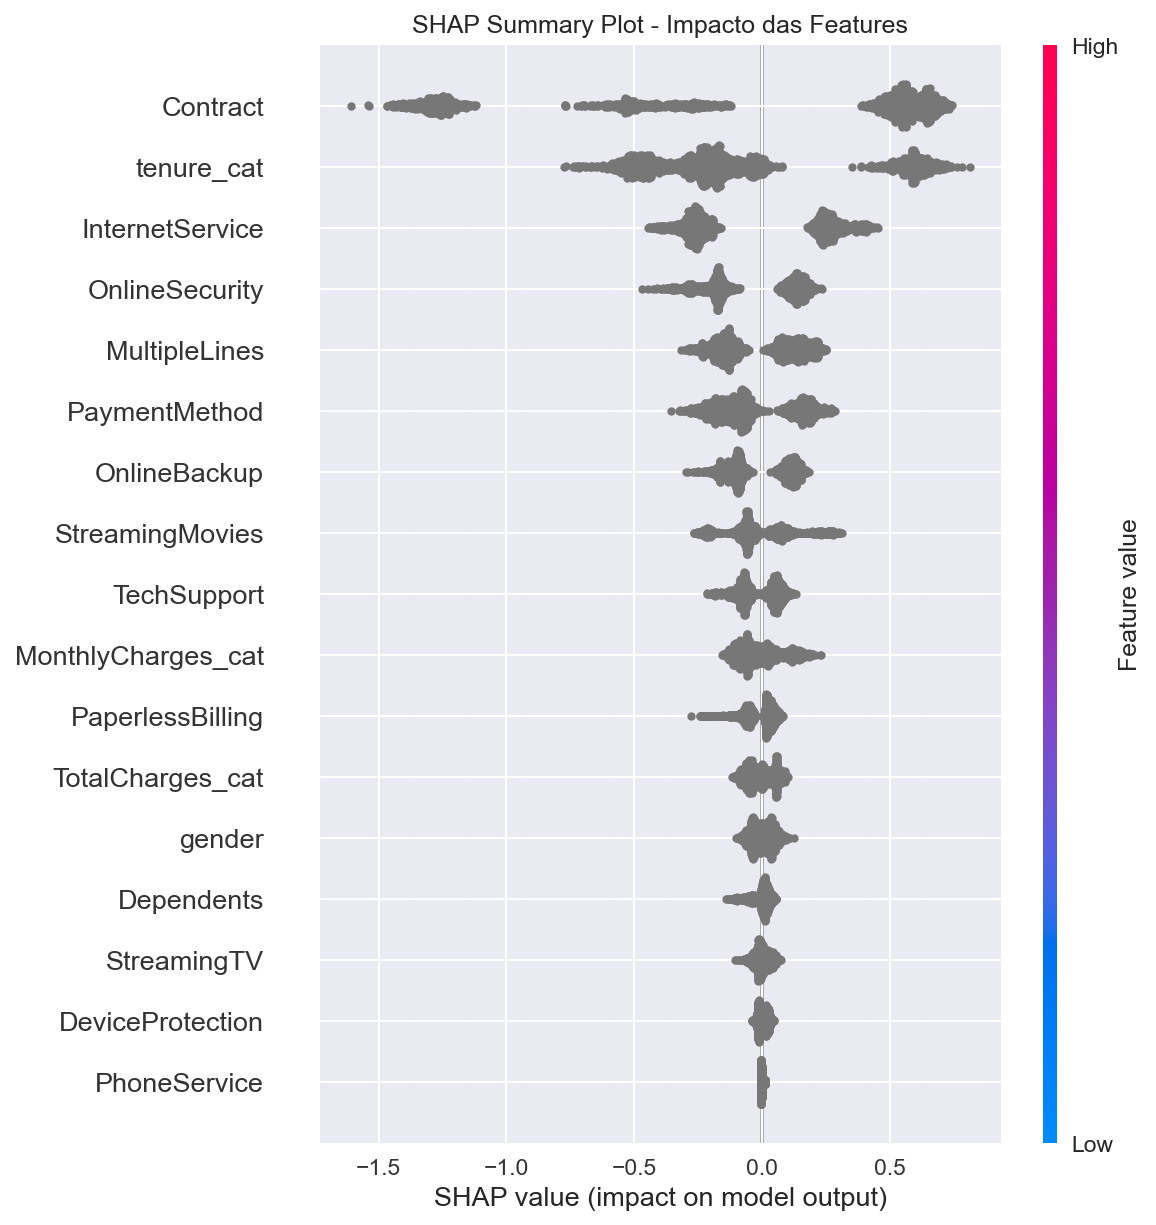 SHAP Summary Plot - Impacto das Features
High
Contract
tenure_cat
InternetService
OnlineSecurity
MultipleLines
PaymentMethod
OnlineBackup
StreamingMovies
TechSupport
MonthlyCharges_cat
PaperlessBilling
TotalCharges_cat
gender
Dependents
StreamingTV
DeviceProtection
PhoneService
Feature value
Low
−1.5 −1.0 −0.5 0.0 0.5
SHAP value (impact on model output)